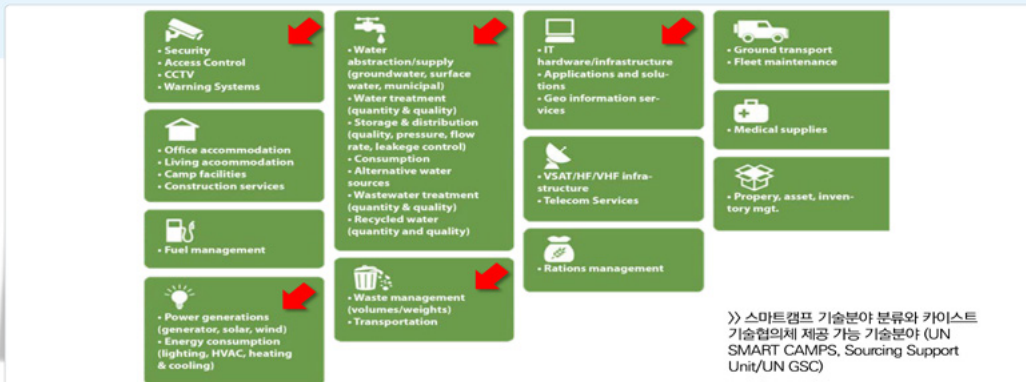 • Security
• Access Control
• CCTV
• Warning Systems
• Office accommodation
• Living acoommodation
• Camp facilities
• Construction services
• Fuel management
• Power generations
(generator, solar, wind)
• Energy consumption
(lighting, HVAC, heating
& cooling)
• Water
abstraction/supply
(groundwater, surface
water, municipal)
• Water treatment
(quantity & quality)
• Storage & distribution
(quality, pressure, flow
rate, leakege control)
• Consumption
• Alternative water
sources
• Wastewater treatment
(quantity & quality)
• Recycled water
(quantity and quality)
• Waste management
(volumes/weights)
• Transportation
• IT
hardware/infrastructure
• Applications and solu-
tions
• Geo information ser-
vices
• VSAT/HF/VHF infra-
structure
• Telecom Services
• Rations management
• Ground transport
• Fleet maintenance
• Medical supplies
• Propery, asset, inven-
tory mgt.
>> 스마트캠프 기술분야 분류와 카이스트
기술협의체 제공 가능 기술분야 (UN
SMART CAMPS, Sourcing Support
Unit/UN GSC)